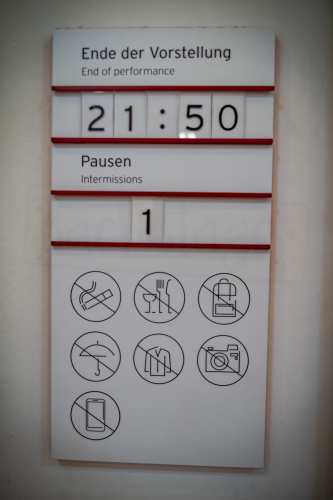 Ende der Vorstellung
End of performance
21:50
Pausen
Intermissions
1